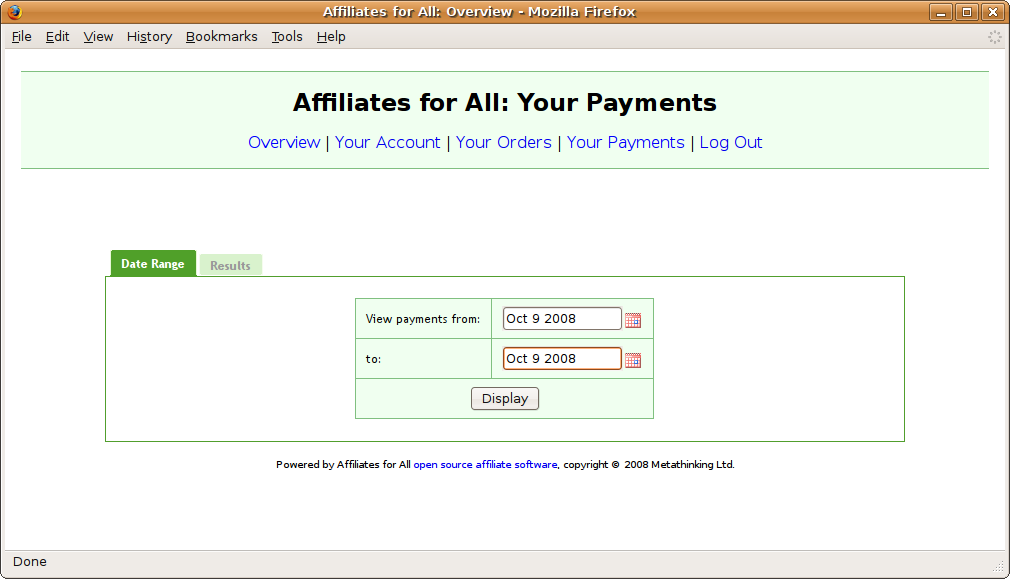 Affiliates for All: Overview - Mozilla Firefox
File Edit View History Bookmarks Tools Help
Affiliates for All: Your Payments
Overview | Your Account | Your Orders | Your Payments | Log Out
Date Range Results
View payments from: Oct 9 2008
to: Oct 9 2008
Display
Powered by Affiliates for All open source affiliate software, copyright © 2008 Metathinking Ltd.
Done